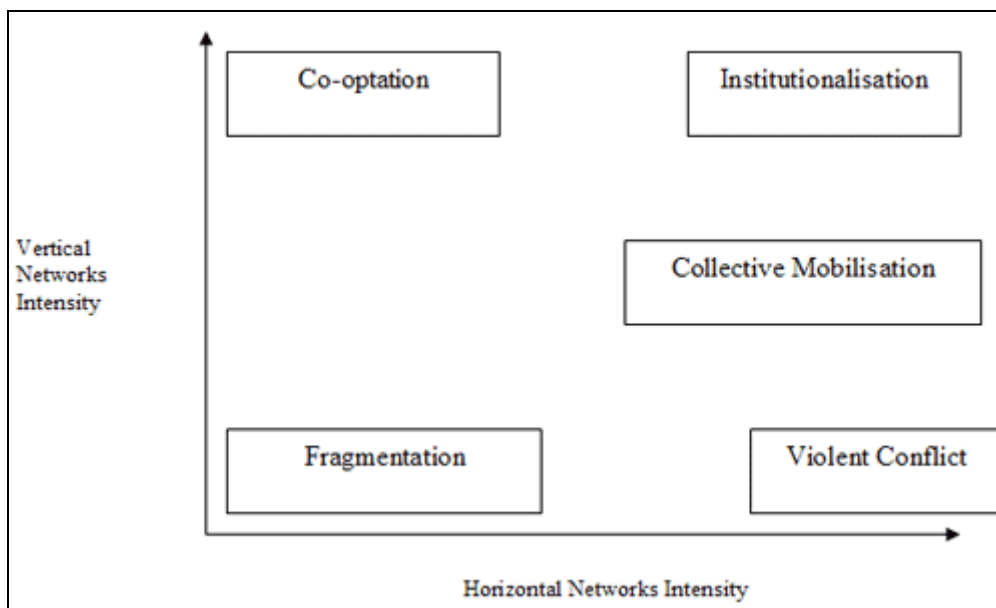 Co-optation
Institutionalisation
Vertical
Networks
Intensity
Collective Mobilisation
Fragmentation
Violent Conflict
Horizontal Networks Intensity